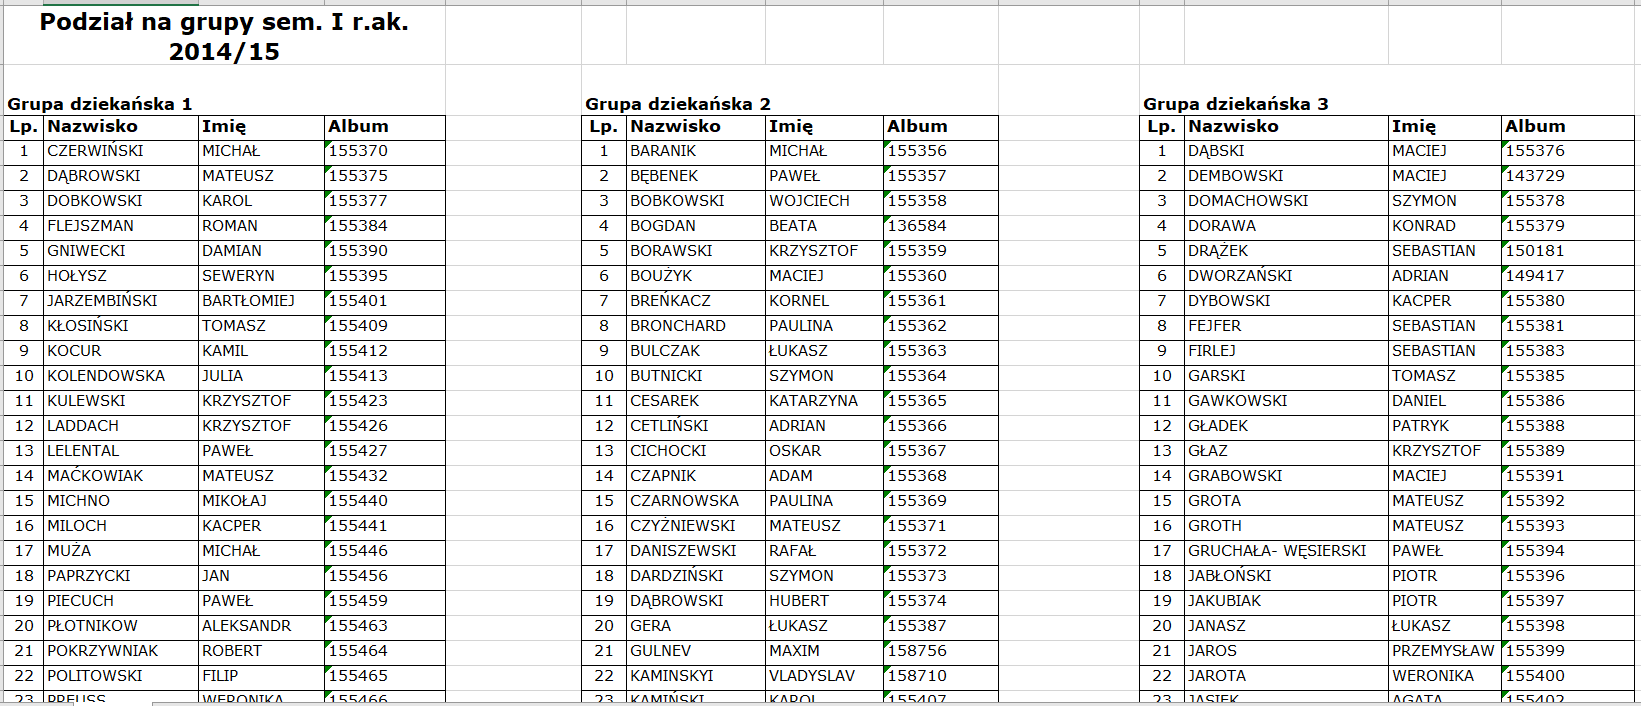 Podział na grupy sem. I r.ak.
2014/15
Grupa dziekańska 1 Grupa dziekańska 2 Grupa dziekańska 3
Lp. Nazwisko Imię Album Lp. Nazwisko Imię Album Lp. Nazwisko Imię Album
1 CZERWIŃSKI MICHAŁ 155370 1 BARANIK MICHAŁ 155356 1 DĄBSKI MACIEJ 155376
2 DĄBROWSKI MATEUSZ 155375 2 BĘBENEK PAWEŁ 155357 2 DEMBOWSKI MACIEJ 143729
3 DOBKOWSKI KAROL 155377 3 BOBKOWSKI WOJCIECH 155358 3 DOMACHOWSKI SZYMON 155378
4 FLEJSZMAN ROMAN 155384 4 BOGDAN BEATA 136584 4 DORAWA KONRAD 155379
5 GNIWECKI DAMIAN 155390 5 BORAWSKI KRZYSZTOF 155359 5 DRĄŻEK SEBASTIAN 150181
6 HOŁYSZ SEWERYN 155395 6 BOUŻYK MACIEJ 155360 6 DWORZAŃSKI ADRIAN 149417
7 JARZEMBIŃSKI BARTŁOMIEJ 155401 7 BREŃKACZ KORNEL 155361 7 DYBOWSKI KACPER 155380
8 KŁOSIŃSKI TOMASZ 155409 8 BRONCHARD PAULINA 155362 8 FEJFER SEBASTIAN 155381
9 KOCUR KAMIL 155412 9 BULCZAK ŁUKASZ 155363 9 FIRLEJ SEBASTIAN 155383
10 KOLENDOWSKA JULIA 155413 10 BUTNICKI SZYMON 155364 10 GARSKI TOMASZ 155385
11 KULEWSKI KRZYSZTOF 155423 11 CESAREK KATARZYNA 155365 11 GAWKOWSKI DANIEL 155386
12 LADDACH KRZYSZTOF 155426 12 CETLIŃSKI ADRIAN 155366 12 GŁADEK PATRYK 155388
13 LELENTAL PAWEŁ 155427 13 CICHOCKI OSKAR 155367 13 GŁAZ KRZYSZTOF 155389
14 MAĆKOWIAK MATEUSZ 155432 14 CZAPNIK ADAM 155368 14 GRABOWSKI MACIEJ 155391
15 MICHNO MIKOŁAJ 155440 15 CZARNOWSKA PAULINA 155369 15 GROTA MATEUSZ 155392
16 MILOCH KACPER 155441 16 CZYŻNIEWSKI MATEUSZ 155371 16 GROTH MATEUSZ 155393
17 MUŻA MICHAŁ 155446 17 DANISZEWSKI RAFAŁ 155372 17 GRUCHAŁA- WĘSIERSKI PAWEŁ 155394
18 PAPRZYCKI JAN 155456 18 DARDZIŃSKI SZYMON 155373 18 JABŁOŃSKI PIOTR 155396
19 PIECUCH PAWEŁ 155459 19 DĄBROWSKI HUBERT 155374 19 JAKUBIAK PIOTR 155397
20 PŁOTNIKOW ALEKSANDR 155463 20 GERA ŁUKASZ 155387 20 JANASZ ŁUKASZ 155398
21 POKRZYWNIAK ROBERT 155464 21 GULNEV MAXIM 158756 21 JAROS PRZEMYSŁAW 155399
22 POLITOWSKI FILIP 155465 22 KAMINSKYI VLADYSLAV 158710 22 JAROTA WERONIKA 155400
23 PREUSS WERONIKA 155466 23 KAMIŃSKI KAROL 155407 23 JASIEK AGATA 155402